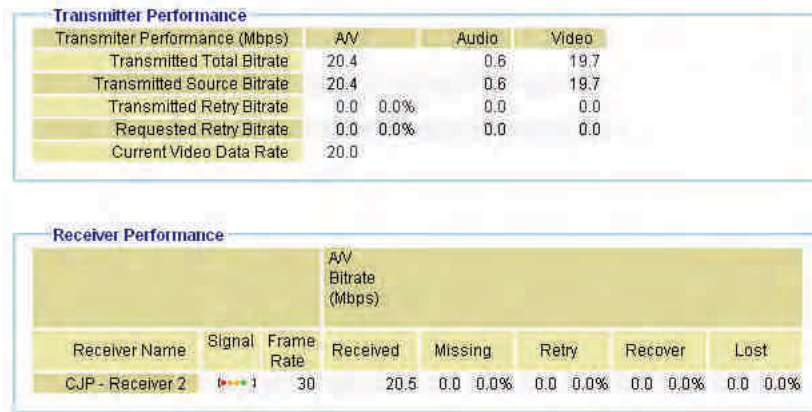 Transmitter Performance
Transmiter Performance (Mbps) A/V Audio Video
Transmitted Total Bitrate 20.4 0.6 19.7
Transmitted Source Bitrate 20.4 0.6 19.7
Transmitted Retry Bitrate 0.0 0.0% 0.0 0.0
Requested Retry Bitrate 0.0 0.0% 0.0 0.0
Current Video Data Rate 20.0
Receiver Performance
A/V
Bitrate
(Mbps)
Receiver Name Signal Frame Rate Received Missing Retry Recover Lost
CJP - Receiver 2 30 20.5 0.0 0.0% 0.0 0.0% 0.0 0.0% 0.0 0.0%